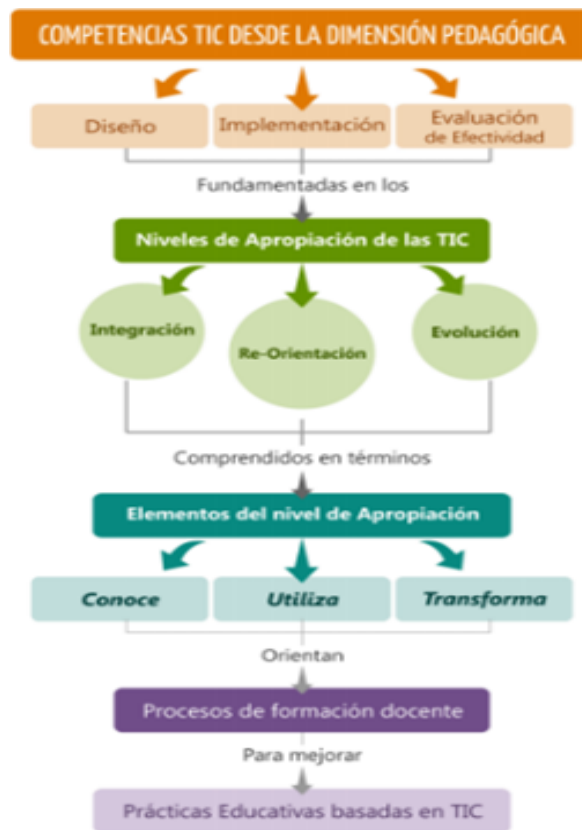 COMPETENCIAS TIC DESDE LA DIMENSIÓN PEDAGÓGICA
Diseño
Implementación
Evaluación
de Efectividad
Fundamentadas en los
Niveles de Apropiación de las TIC
Integración
Re-Orientación
Evolución
Comprendidos en términos
Elementos del nivel de Apropiación
Conoce
Utiliza
Transforma
Orientan
Procesos de formación docente
Para mejorar
Prácticas Educativas basadas en TIC